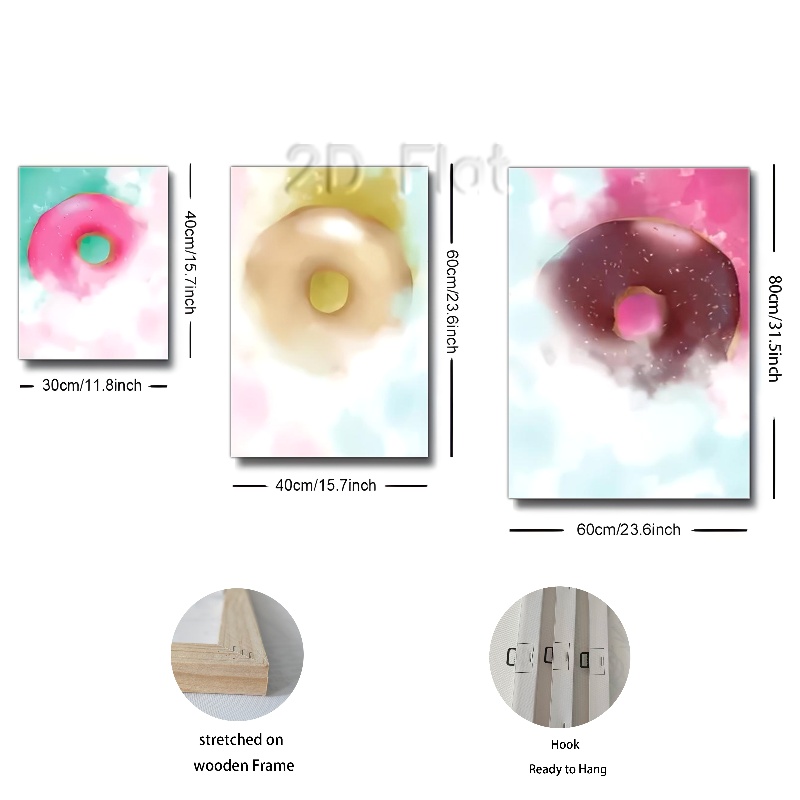 2D Flat
40cm/15.7inch
60cm/23.6inch
80cm/31.5inch
30cm/11.8inch
40cm/15.7inch
60cm/23.6inch
stretched on
wooden Frame
Hook
Ready to Hang